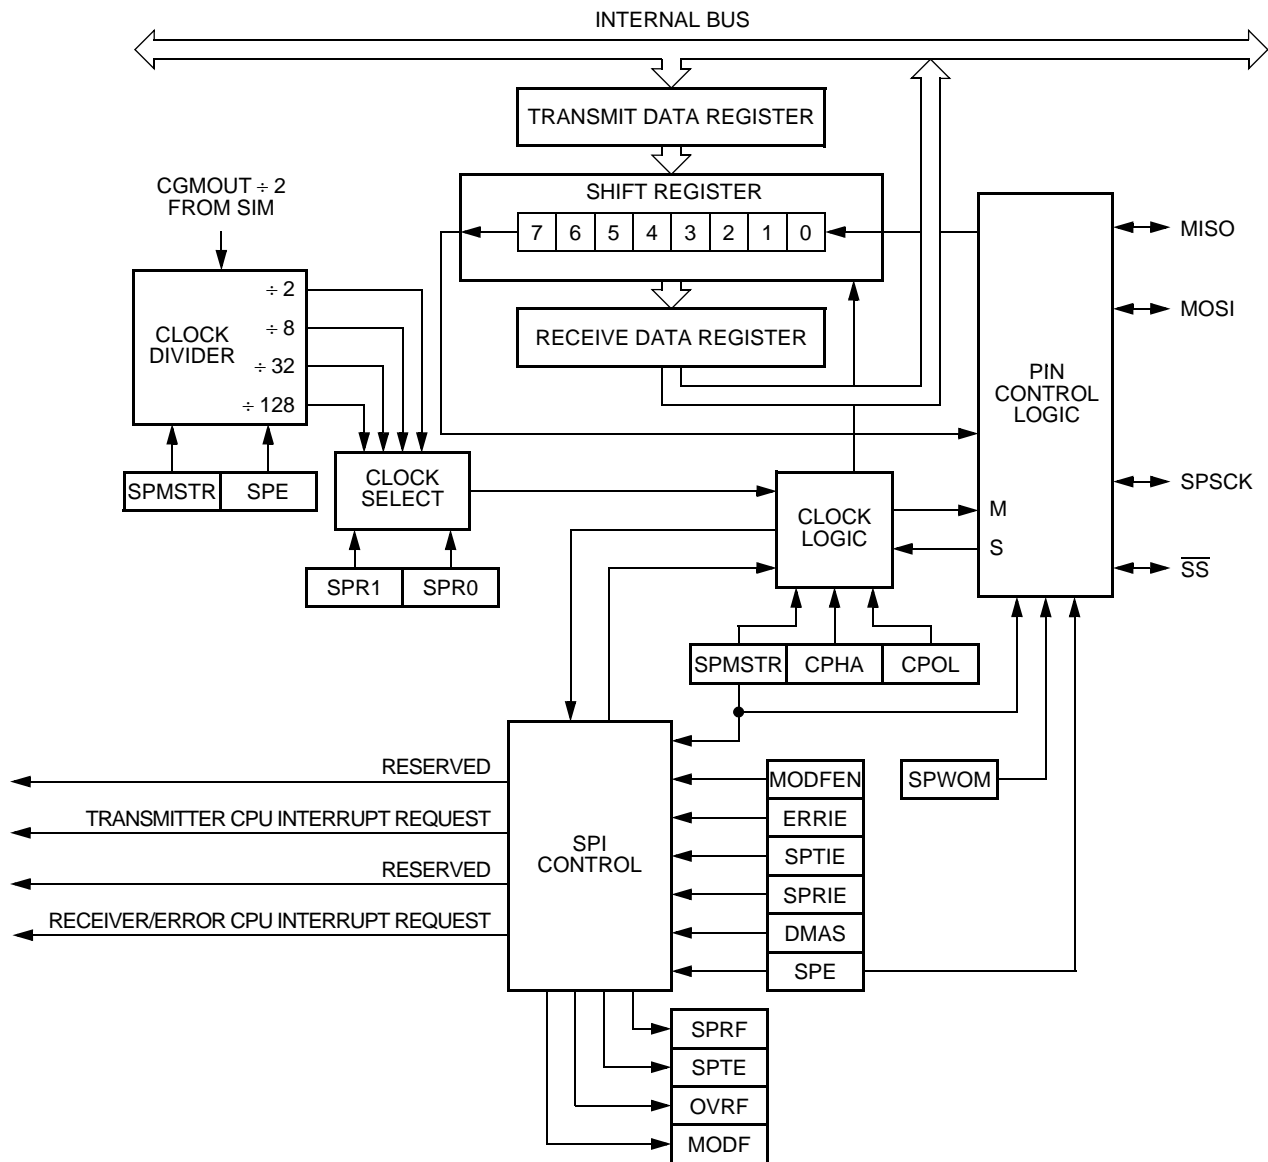 INTERNAL BUS
TRANSMIT DATA REGISTER
CGMOUT ÷ 2
FROM SIM
SHIFT REGISTER
7 6 5 4 3 2 1 0
MISO
÷ 2
CLOCK
DIVIDER
÷ 8
÷ 32
÷ 128
RECEIVE DATA REGISTER
MOSI
PIN
CONTROL
LOGIC
SPMSTR SPE
CLOCK
SELECT
SPR1 SPR0
CLOCK
LOGIC
M
S
SPSCK
S̅S̅
SPMSTR CPHA CPOL
RESERVED
TRANSMITTER CPU INTERRUPT REQUEST
RESERVED
RECEIVER/ERROR CPU INTERRUPT REQUEST
SPI
CONTROL
MODFEN
ERRIE
SPTIE
SPRIE
DMAS
SPE
SPWOM
SPRF
SPTE
OVRF
MODF